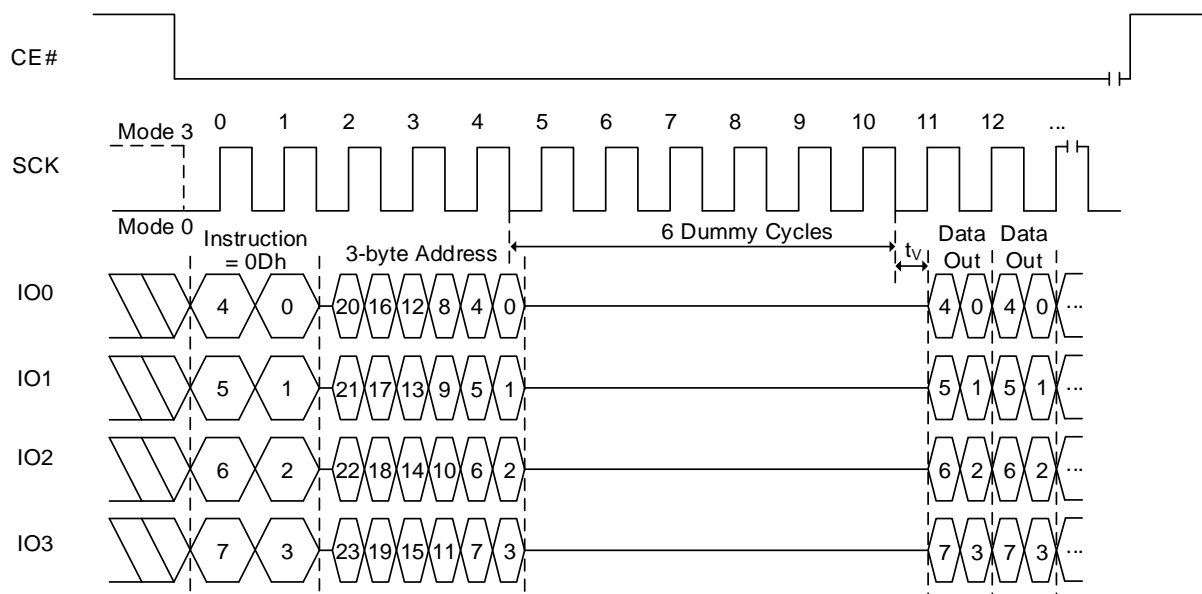 CE#
0 1 2 3 4 5 6 7 8 9 10 11 12 ...
Mode 3
SCK
Mode 0
Instruction
= 0Dh
3-byte Address
6 Dummy Cycles
tV
Data
Out
Data
Out
IO0 4 0 20 16 12 8 4 0 4 0 4 0 ...
IO1 5 1 21 17 13 9 5 1 5 1 5 1 ...
IO2 6 2 22 18 14 10 6 2 6 2 6 2 ...
IO3 7 3 23 19 15 11 7 3 7 3 7 3 ...